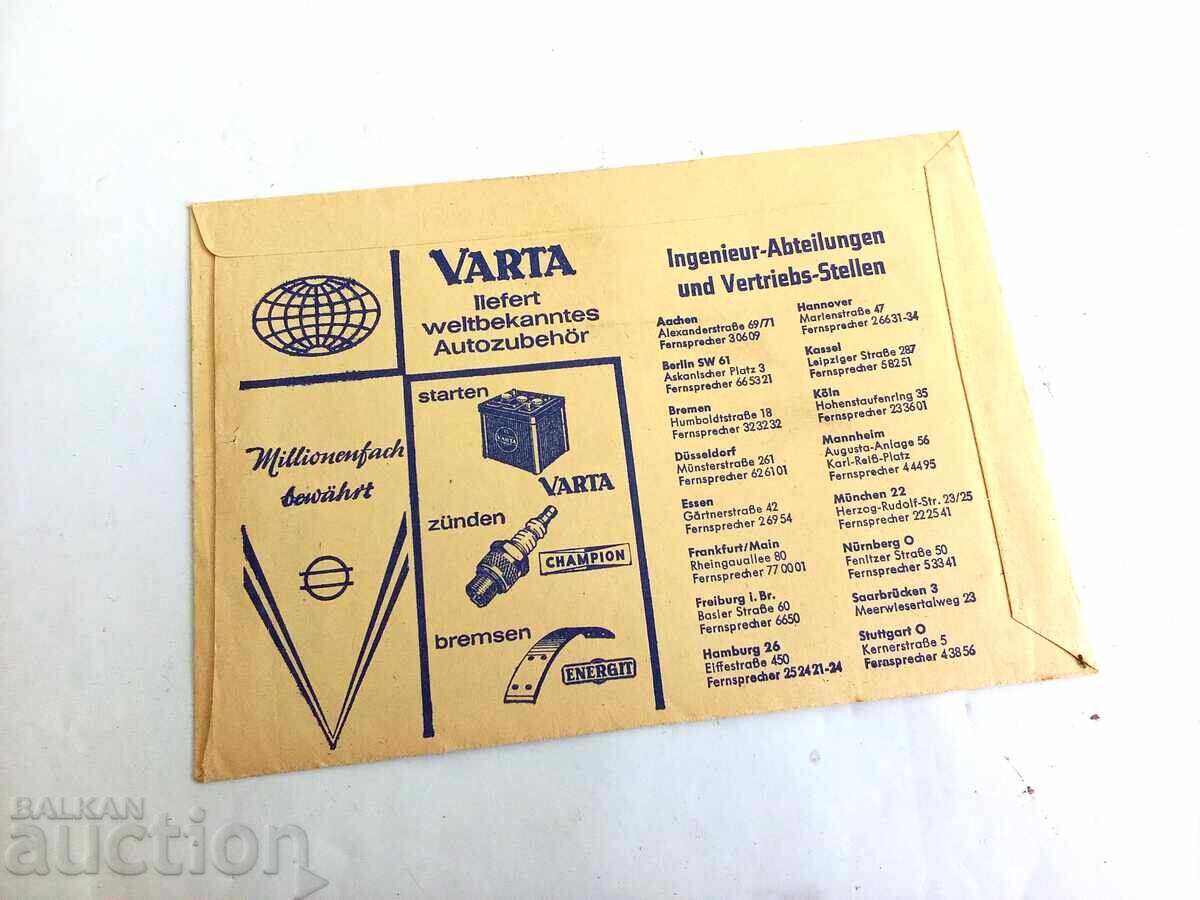 VARTA
liefert
weltbekanntes
Autozubehör
Millionenfach
bewährt
starten
VARTA
VARTA
zünden
CHAMPION
bremsen
ENERGIT
Ingenieur-Abteilungen
und Vertriebs-Stellen
Aachen
Alexanderstraße 69/71
Fernsprecher 30609
Berlin SW 61
Askanischer Platz 3
Fernsprecher 665321
Bremen
Humboldtstraße 18
Fernsprecher 323232
Düsseldorf
Münsterstraße 261
Fernsprecher 626101
Essen
Gärtnerstraße 42
Fernsprecher 26954
Frankfurt/Main
Rheingauallee 80
Fernsprecher 770001
Freiburg i. Br.
Basler Straße 60
Fernsprecher 6650
Hamburg 26
Eiffestraße 450
Fernsprecher 252421-24
Hannover
Marienstraße 47
Fernsprecher 26631-34
Kassel
Leipziger Straße 287
Fernsprecher 58251
Köln
Hohenstaufenring 35
Fernsprecher 233601
Mannheim
Augusta-Anlage 56
Karl-Reiß-Platz
Fernsprecher 44495
München 22
Herzog-Rudolf-Str. 23/25
Fernsprecher 222541
Nürnberg O
Fenitzer Straße 50
Fernsprecher 53341
Saarbrücken 3
Meerwiesertalweg 23
Stuttgart O
Kernerstraße 5
Fernsprecher 43856
BALKAN
auction